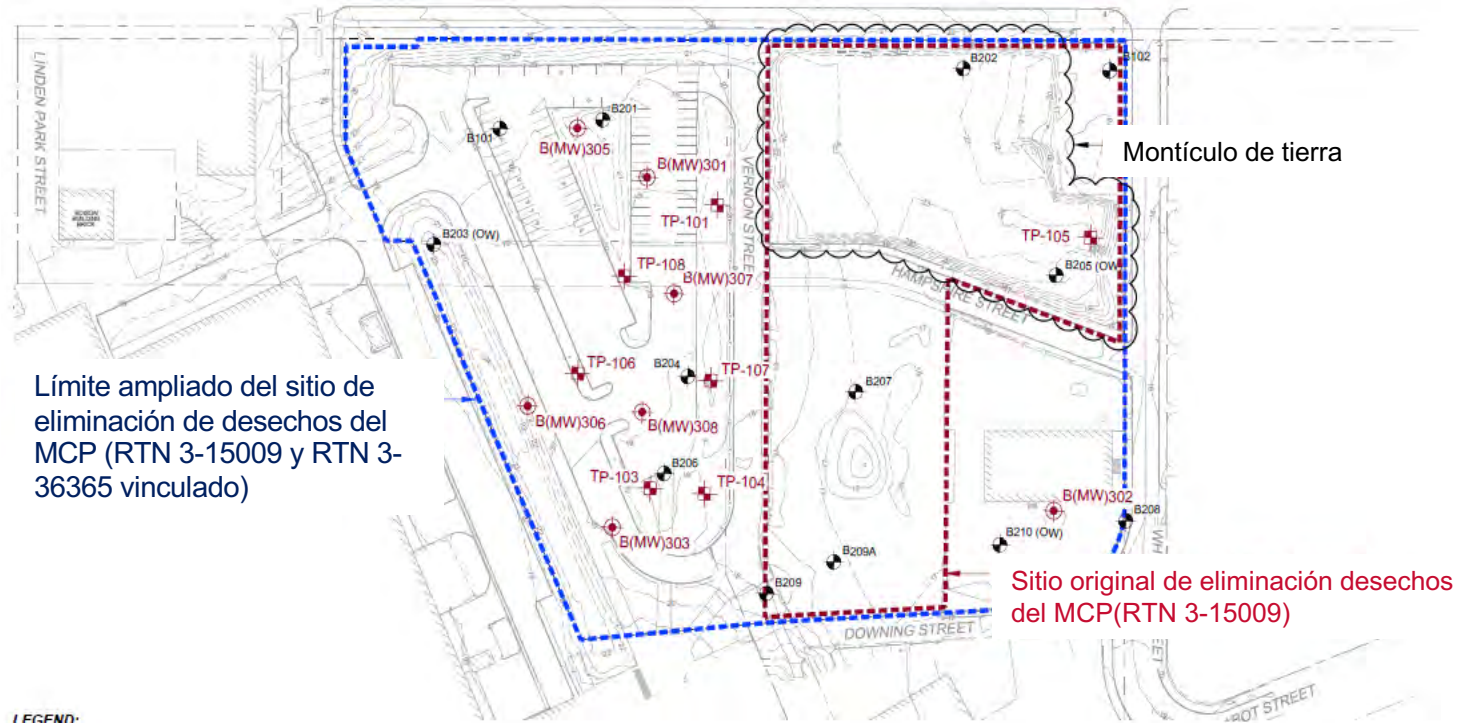 LINDEN PARK STREET
B202
B102
B201
B101
B(MW)305
Montículo de tierra
B(MW)301
VERNON STREET
TP-101
B203 (OW)
TP-105
TP-108
B205 (OW)
B(MW)307
HAMPSHIRE STREET
TP-106
B204
TP-107
B207
Límite ampliado del sitio de
eliminación de desechos del
MCP (RTN 3-15009 y RTN 3-
36365 vinculado)
B(MW)306
B(MW)308
B206
TP-103
TP-104
B(MW)302
B208
B(MW)303
B210 (OW)
B209A
WH
Sitio original de eliminación desechos
del MCP(RTN 3-15009)
B209
DOWNING STREET
ET
BOT STREET
LEGEND: